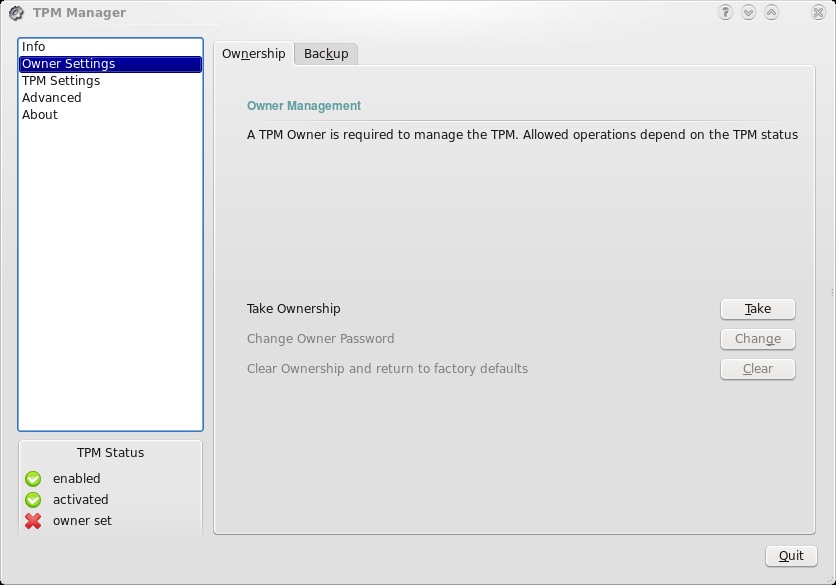 TPM Manager
Info
Owner Settings
TPM Settings
Advanced
About
Ownership
Backup
Owner Management
A TPM Owner is required to manage the TPM. Allowed operations depend on the TPM status
Take Ownership
Take
Change Owner Password
Change
Clear Ownership and return to factory defaults
Clear
TPM Status
enabled
activated
owner set
Quit